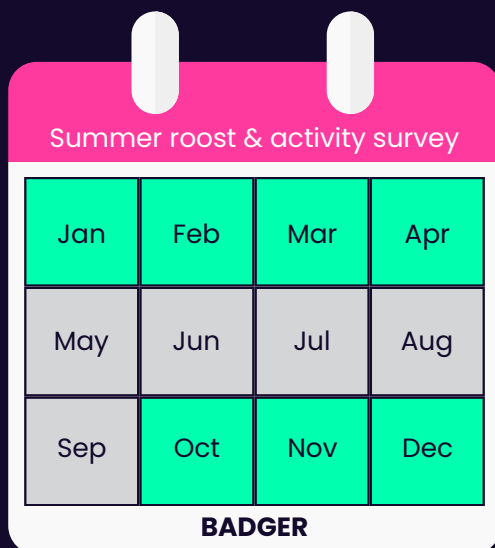 Summer roost & activity survey
Jan Feb Mar Apr
May Jun Jul Aug
Sep Oct Nov Dec
BADGER